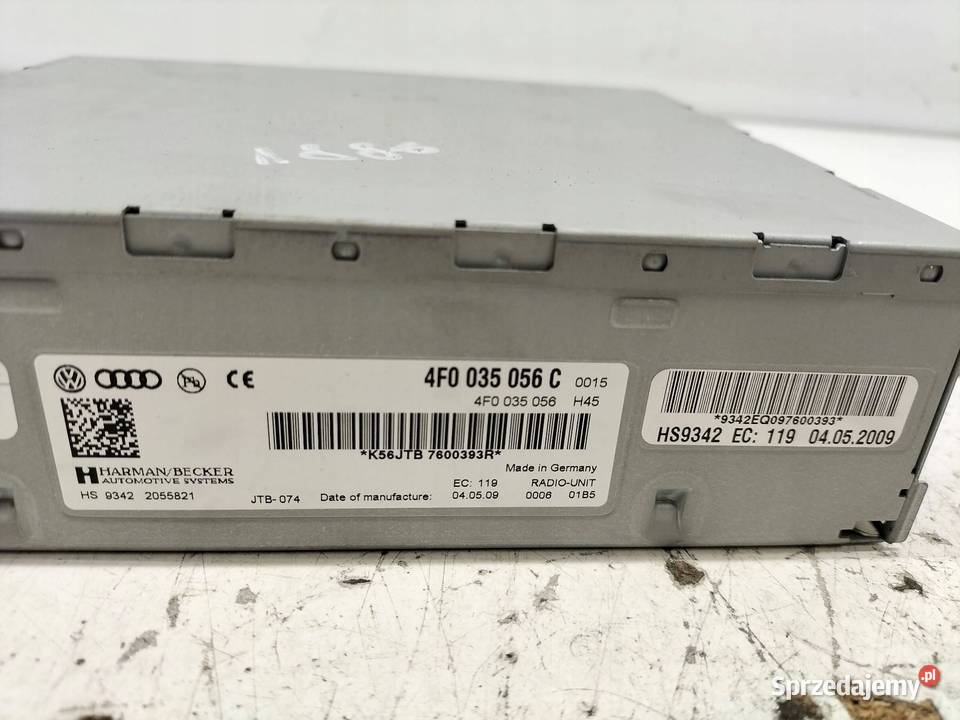 4F0 035 056 C 0015
4F0 035 056 H45
*K56JTB 7600393R*
HARMAN/BECKER
AUTOMOTIVE SYSTEMS
Made in Germany
EC: 119 RADIO-UNIT
HS 9342 2055821 JTB-074 Date of manufacture: 04.05.09 0006 01B5
*9342EQ097600393*
HS9342 EC: 119 04.05.2009
Sprzedajemy.pl